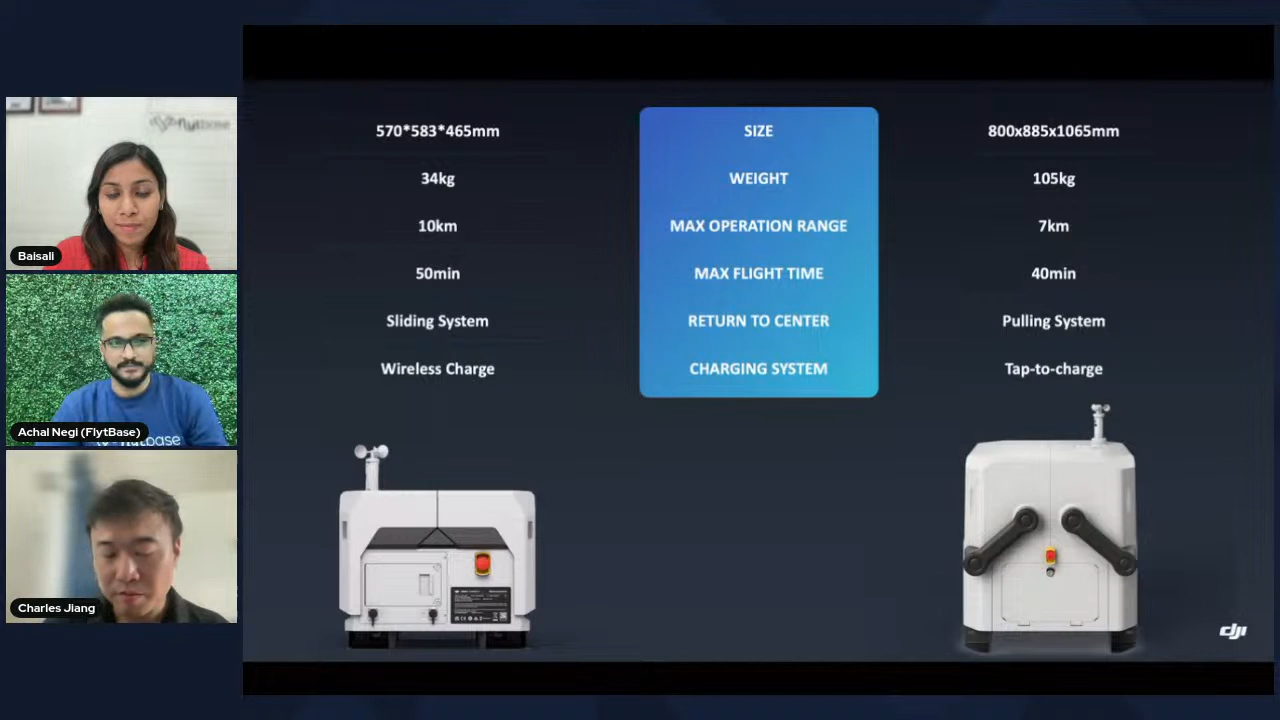 flytbase
Baisali
flytbase
Achal Negi (FlytBase)
Charles Jiang
570*583*465mm SIZE 800x885x1065mm
34kg WEIGHT 105kg
10km MAX OPERATION RANGE 7km
50min MAX FLIGHT TIME 40min
Sliding System RETURN TO CENTER Pulling System
Wireless Charge CHARGING SYSTEM Tap-to-charge
dji